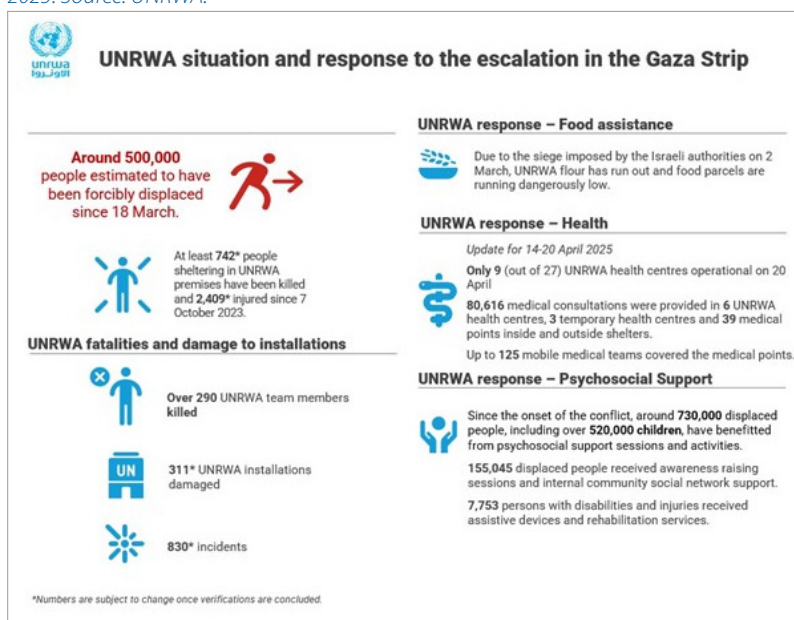 2025. Source: UNRWA.
unrwa
الاونروا
UNRWA situation and response to the escalation in the Gaza Strip
Around 500,000
people estimated to have
been forcibly displaced
since 18 March.
At least 742* people
sheltering in UNRWA
premises have been killed
and 2,409* injured since 7
October 2023.
UNRWA fatalities and damage to installations
Over 290 UNRWA team members
killed
UN
311* UNRWA installations
damaged
830* incidents
*Numbers are subject to change once verifications are concluded.
UNRWA response – Food assistance
Due to the siege imposed by the Israeli authorities on 2
March, UNRWA flour has run out and food parcels are
running dangerously low.
UNRWA response – Health
Update for 14-20 April 2025
Only 9 (out of 27) UNRWA health centres operational on 20
April
80,616 medical consultations were provided in 6 UNRWA
health centres, 3 temporary health centres and 39 medical
points inside and outside shelters.
Up to 125 mobile medical teams covered the medical points.
UNRWA response – Psychosocial Support
Since the onset of the conflict, around 730,000 displaced
people, including over 520,000 children, have benefitted
from psychosocial support sessions and activities.
155,045 displaced people received awareness raising
sessions and internal community social network support.
7,753 persons with disabilities and injuries received
assistive devices and rehabilitation services.